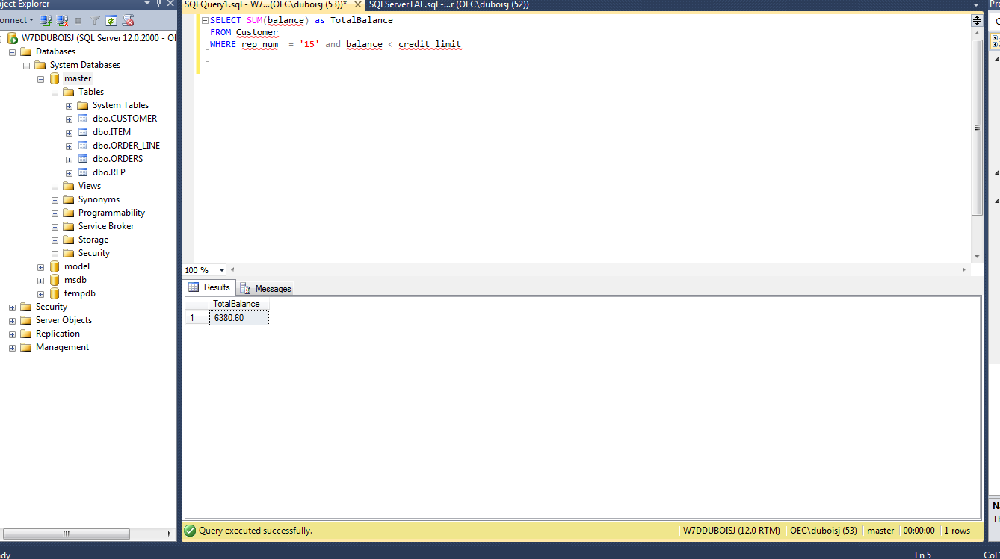 ject Explorer
onnect
W7DDUBOISJ (SQL Server 12.0.2000 - OI
Databases
System Databases
master
Tables
System Tables
dbo.CUSTOMER
dbo.ITEM
dbo.ORDER_LINE
dbo.ORDERS
dbo.REP
Views
Synonyms
Programmability
Service Broker
Storage
Security
model
msdb
tempdb
Security
Server Objects
Replication
Management
SQLQuery1.sql - W7...(OEC\duboisj (53))* SQLServerTAL.sql -...r (OEC\duboisj (52))
SELECT SUM(balance) as TotalBalance
FROM Customer
WHERE rep_num  = '15' and balance < credit_limit
100 %
Results Messages
TotalBalance
1 6380.60
Query executed successfully. W7DDUBOISJ (12.0 RTM) OEC\duboisj (53) master 00:00:00 1 rows
dy Ln 5 Col
Pro
Na
Th